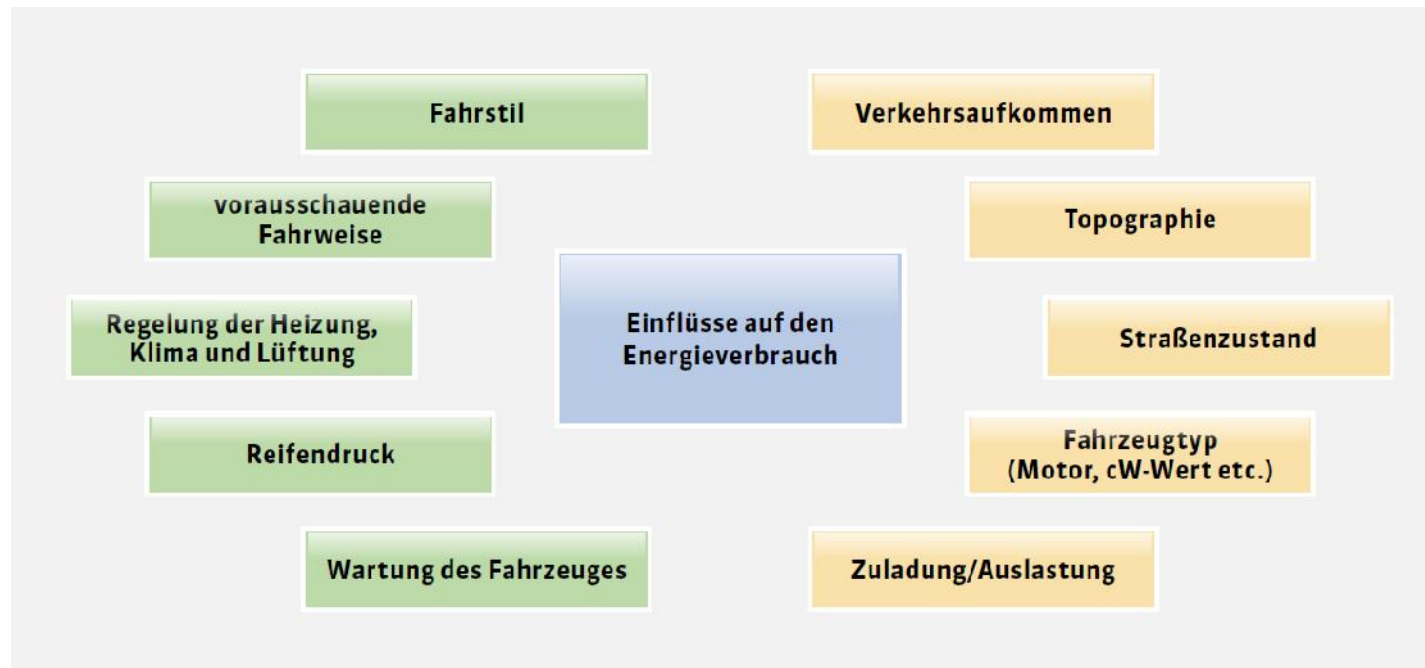 Fahrstil
Verkehrsaufkommen
vorausschauende
Fahrweise
Topographie
Einflüsse auf den
Energieverbrauch
Regelung der Heizung,
Klima und Lüftung
Straßenzustand
Reifendruck
Fahrzeugtyp
(Motor, cW-Wert etc.)
Wartung des Fahrzeuges
Zuladung/Auslastung